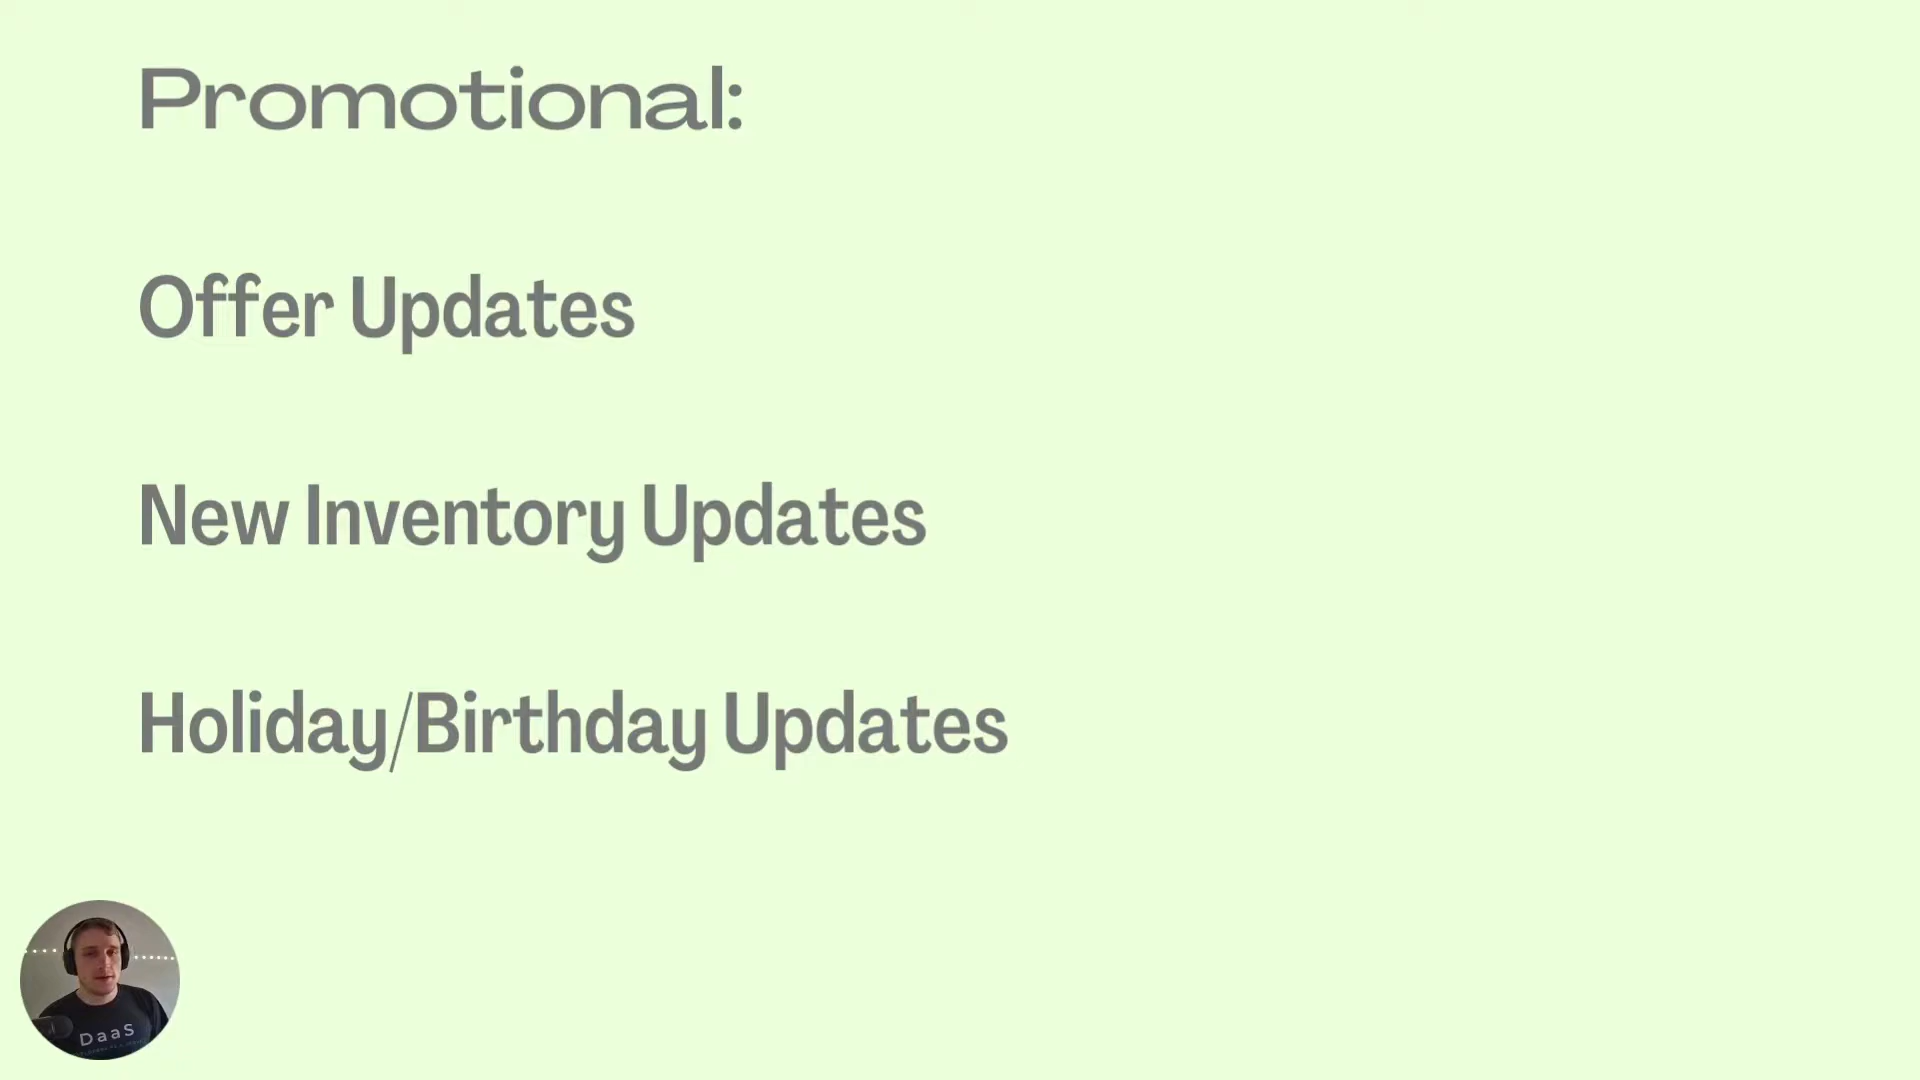 Promotional:
Offer Updates
New Inventory Updates
Holiday/Birthday Updates
DaaS